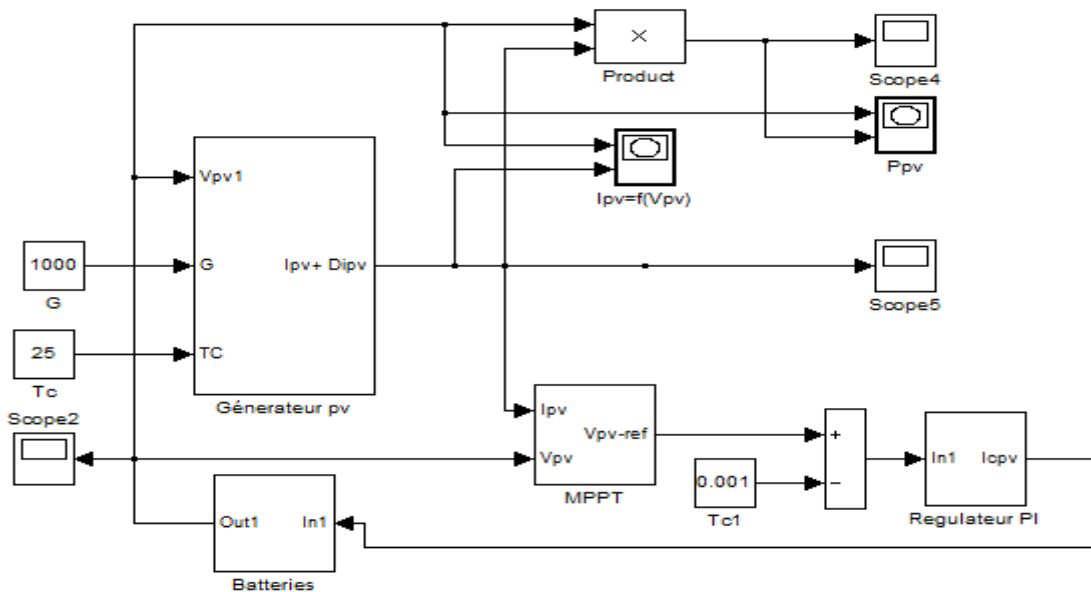 ×
Product
Scope4
Ppv
Ipv=f(Vpv)
Vpv1
G
TC
Ipv+ Dipv
Génerateur pv
1000
G
25
Tc
Scope5
Scope2
Ipv
Vpv
Vpv-ref
MPPT
0.001
Tc1
+
−
In1
Icpv
Regulateur PI
Out1
In1
Batteries